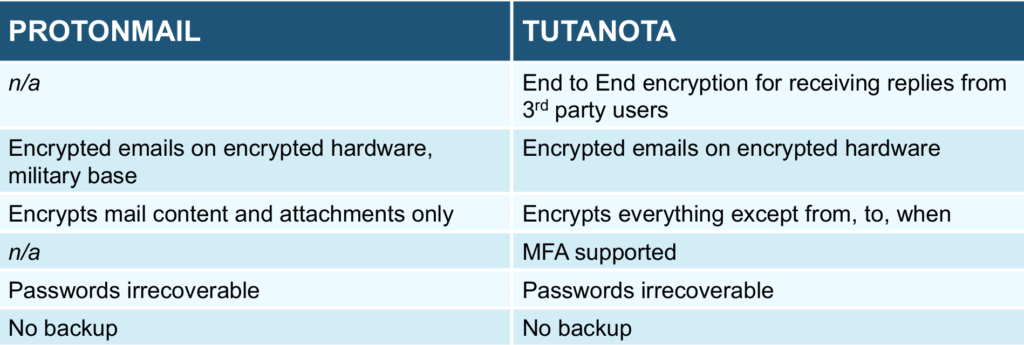 PROTONMAIL TUTANOTA
n/a End to End encryption for receiving replies from
3rd party users
Encrypted emails on encrypted hardware, Encrypted emails on encrypted hardware
military base
Encrypts mail content and attachments only Encrypts everything except from, to, when
n/a MFA supported
Passwords irrecoverable Passwords irrecoverable
No backup No backup